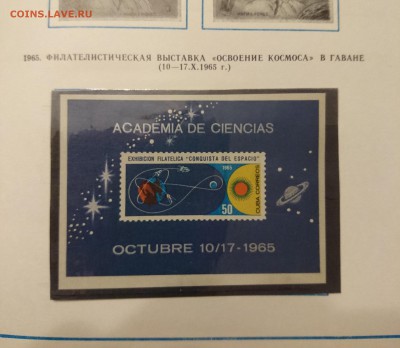 COINS.LAVE.RU
1965. ФИЛАТЕЛИСТИЧЕСКАЯ ВЫСТАВКА «ОСВОЕНИЕ КОСМОСА» В ГАВАНЕ
(10—17.X.1965 г.)
ACADEMIA DE CIENCIAS
EXHIBICION FILATELICA "CONQUISTA DEL ESPACIO"
1965
CUBA CORREOS
50
OCTUBRE 10/17-1965